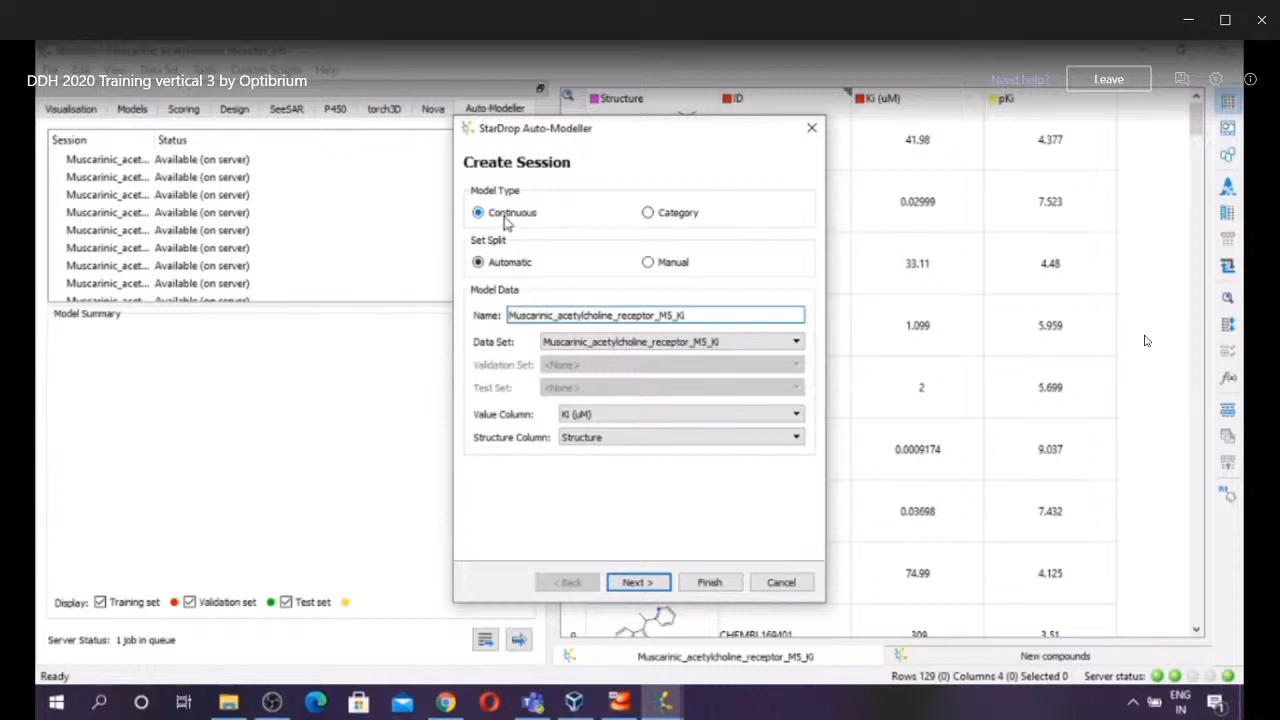 DDH 2020 Training vertical 3 by Optibrium
Need help?
Leave
Visualisation Models Scoring Design SeeSAR P450 torch3D Nova Auto-Modeller
Structure ID Ki (uM) pKi
Session Status
Muscarinic_acet... Available (on server)
Muscarinic_acet... Available (on server)
Muscarinic_acet... Available (on server)
Muscarinic_acet... Available (on server)
Muscarinic_acet... Available (on server)
Muscarinic_acet... Available (on server)
Muscarinic_acet... Available (on server)
Muscarinic_acet... Available (on server)
Muscarinic_acet... Available (on server)
Model Summary
Display: Training set Validation set Test set
Server Status: 1 job in queue
StarDrop Auto-Modeller
Create Session
Model Type
Continuous Category
Set Split
Automatic Manual
Model Data
Name: Muscarinic_acetylcholine_receptor_M5_Ki
Data Set: Muscarinic_acetylcholine_receptor_M5_Ki
Validation Set: <None>
Test Set: <None>
Value Column: Ki (uM)
Structure Column: Structure
< Back Next > Finish Cancel
41.98 4.377
0.02999 7.523
33.11 4.48
1.099 5.959
2 5.699
0.0009174 9.037
0.03698 7.432
74.99 4.125
CHEMBL169401 309 3.51
Muscarinic_acetylcholine_receptor_M5_Ki New compounds
Ready
Rows 129 (0) Columns 4 (0) Selected 0 Server status:
ENG
IN